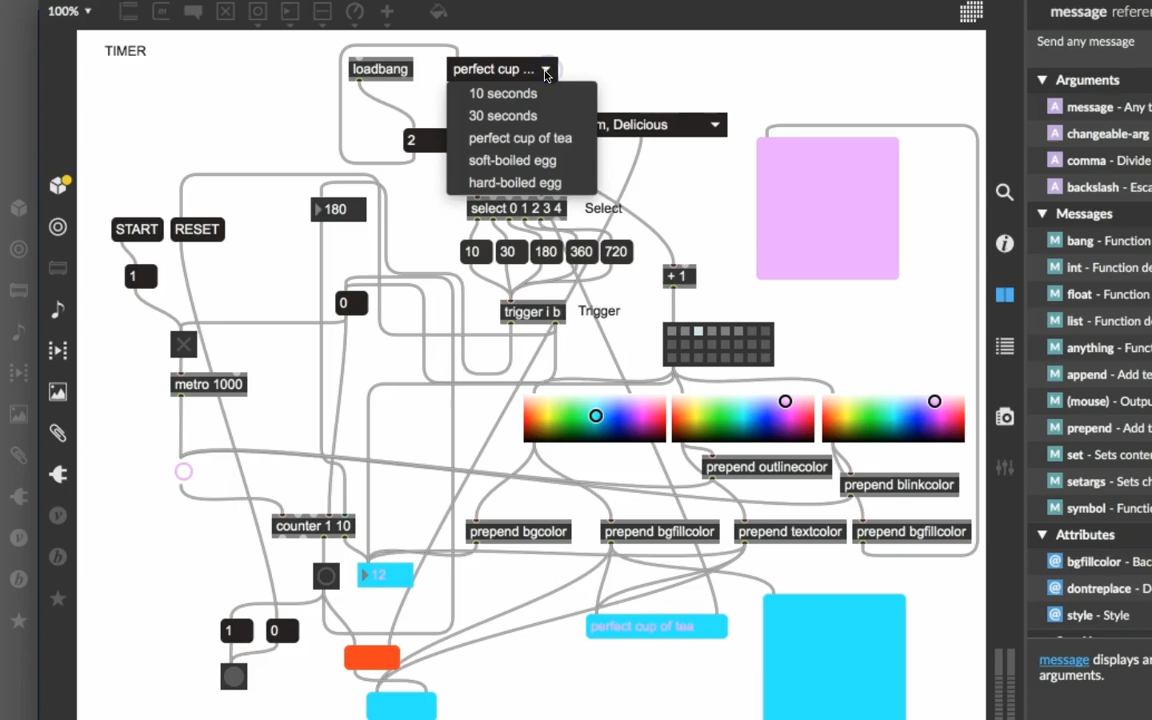 100%
TIMER
loadbang
perfect cup ...
10 seconds
30 seconds
perfect cup of tea
soft-boiled egg
hard-boiled egg
2
m, Delicious
START
RESET
180
select 0 1 2 3 4
Select
1
10
30
180
360
720
+ 1
0
trigger i b
Trigger
metro 1000
prepend outlinecolor
prepend blinkcolor
counter 1 10
prepend bgcolor
prepend bgfillcolor
prepend textcolor
prepend bgfillcolor
12
1
0
perfect cup of tea
message referen
Send any message
Arguments
A message - Any t
A changeable-arg
A comma - Divide
A backslash - Esca
Messages
M bang - Function
M int - Function de
M float - Function
M list - Function d
M anything - Func
M append - Add te
M (mouse) - Outpu
M prepend - Add t
M set - Sets conte
M setargs - Sets ch
M symbol - Functi
Attributes
@ bgfillcolor - Bac
@ dontreplace - D
@ style - Style
message displays an
arguments.